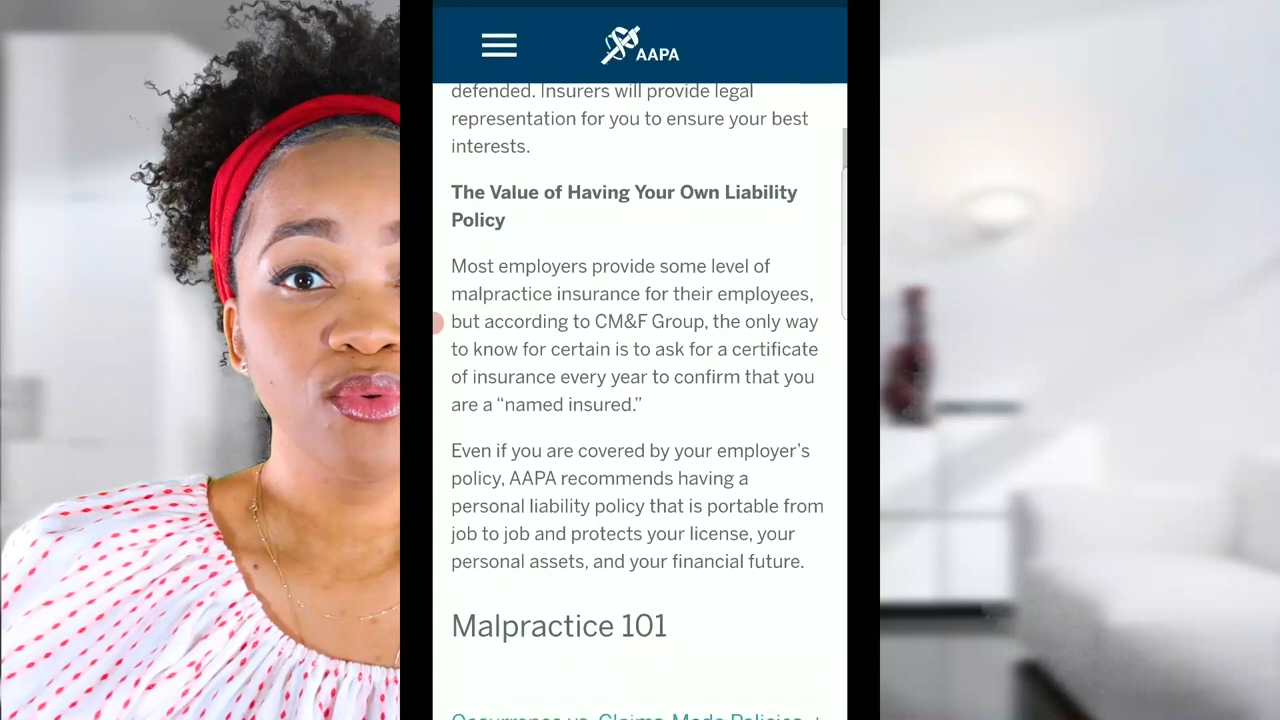 AAPA
defended. Insurers will provide legal
representation for you to ensure your best
interests.
The Value of Having Your Own Liability
Policy
Most employers provide some level of
malpractice insurance for their employees,
but according to CM&F Group, the only way
to know for certain is to ask for a certificate
of insurance every year to confirm that you
are a “named insured.”
Even if you are covered by your employer’s
policy, AAPA recommends having a
personal liability policy that is portable from
job to job and protects your license, your
personal assets, and your financial future.
Malpractice 101
Occurrence vs. Claims-Made Policies +